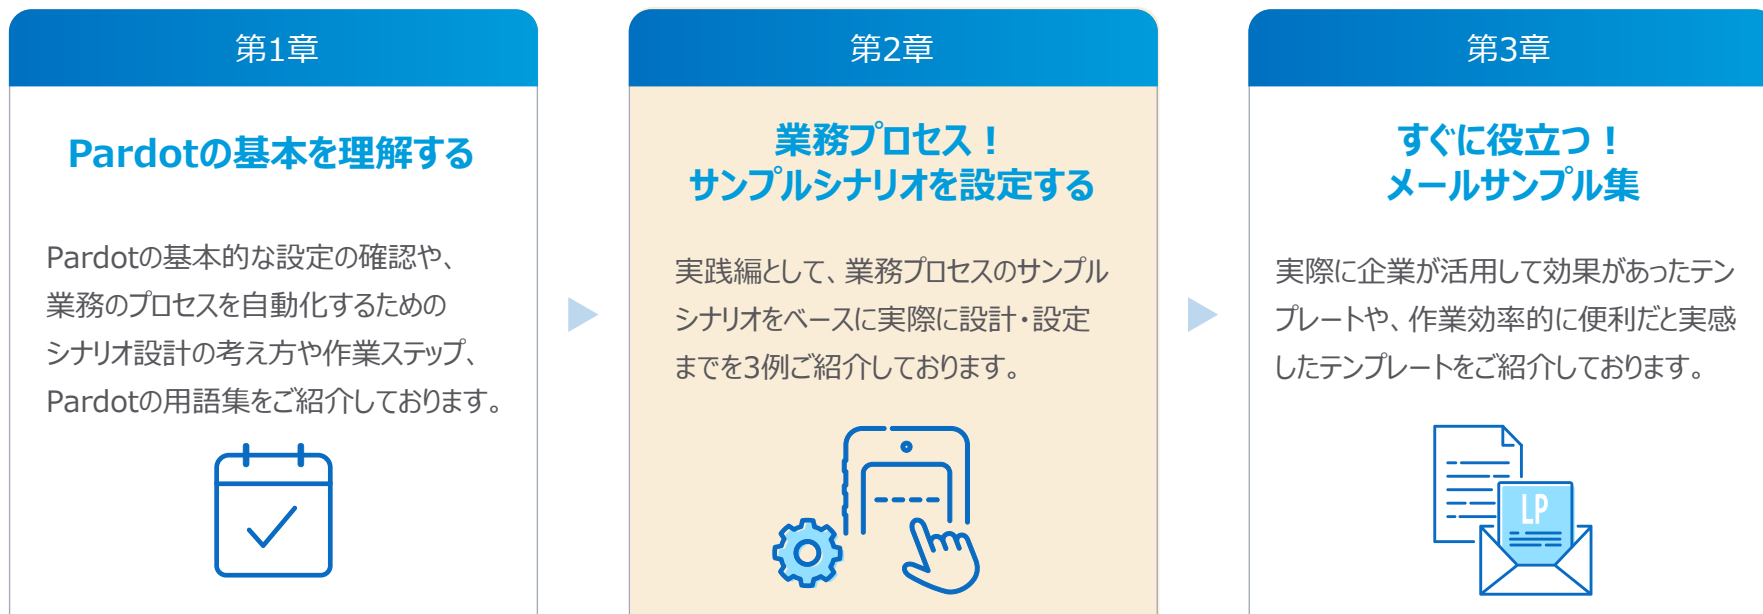 第1章
Pardotの基本を理解する
Pardotの基本的な設定の確認や、
業務のプロセスを自動化するための
シナリオ設計の考え方や作業ステップ、
Pardotの用語集をご紹介しております。
第2章
業務プロセス！
サンプルシナリオを設定する
実践編として、業務プロセスのサンプル
シナリオをベースに実際に設計・設定
までを3例ご紹介しております。
第3章
すぐに役立つ！
メールサンプル集
実際に企業が活用して効果があったテン
プレートや、作業効率的に便利だと実感
したテンプレートをご紹介しております。
LP